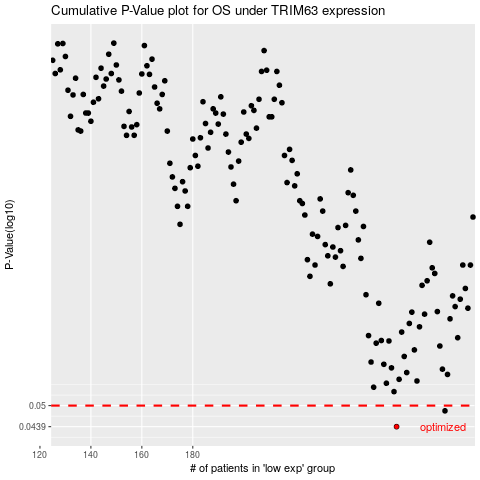 Cumulative P-Value plot for OS under TRIM63 expression
P-Value(log10)
0.05
0.0439
optimized
120 140 160 180
# of patients in 'low exp' group